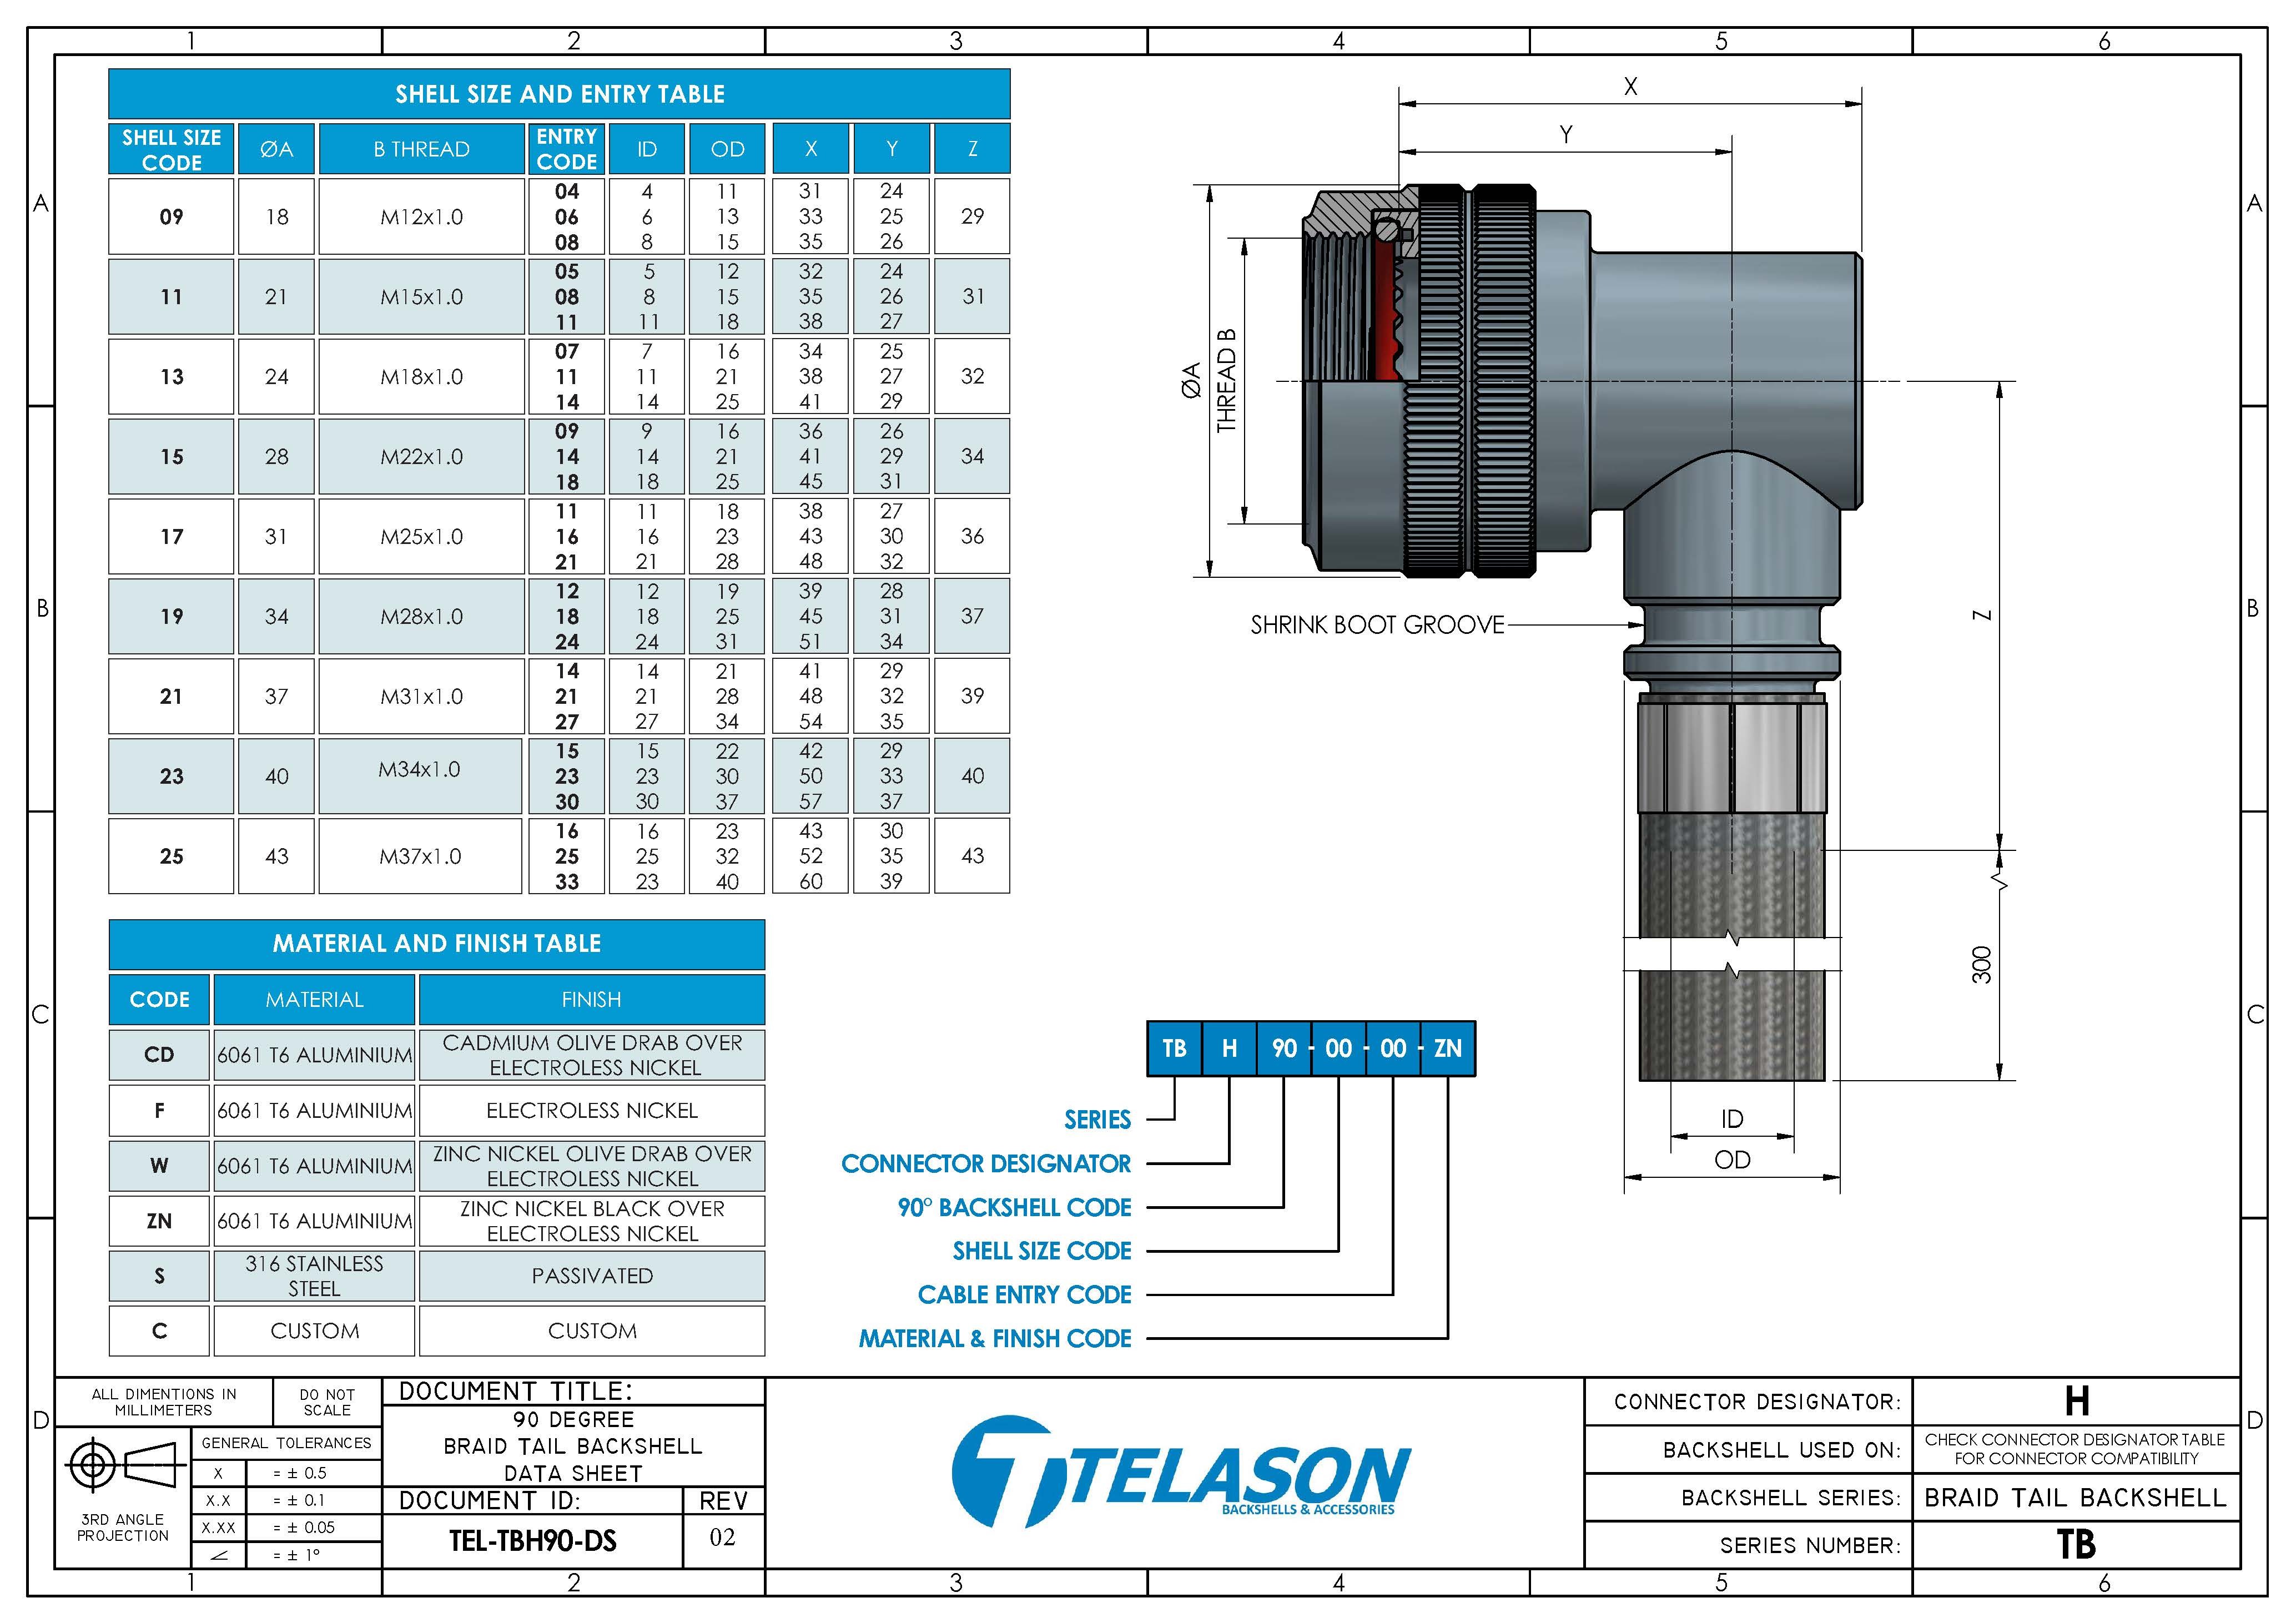 1 2 3 4 5 6
SHELL SIZE AND ENTRY TABLE
SHELL SIZE CODE ØA B THREAD ENTRY CODE ID OD X Y Z
04 4 11 31 24
09 18 M12x1.0 06 6 13 33 25 29
08 8 15 35 26
05 5 12 32 24
11 21 M15x1.0 08 8 15 35 26 31
11 11 18 38 27
07 7 16 34 25
13 24 M18x1.0 11 11 21 38 27 32
14 14 25 41 29
09 9 16 36 26
15 28 M22x1.0 14 14 21 41 29 34
18 18 25 45 31
11 11 18 38 27
17 31 M25x1.0 16 16 23 43 30 36
21 21 28 48 32
12 12 19 39 28
19 34 M28x1.0 18 18 25 45 31 37
24 24 31 51 34
14 14 21 41 29
21 37 M31x1.0 21 21 28 48 32 39
27 27 34 54 35
15 15 22 42 29
23 40 M34x1.0 23 23 30 50 33 40
30 30 37 57 37
16 16 23 43 30
25 43 M37x1.0 25 25 32 52 35 43
33 23 40 60 39
X
Y
ØA
THREAD B
SHRINK BOOT GROOVE
Z
300
ID
OD
A A
B B
C C
D D
MATERIAL AND FINISH TABLE
CODE MATERIAL FINISH
CD 6061 T6 ALUMINIUM CADMIUM OLIVE DRAB OVER
ELECTROLESS NICKEL
F 6061 T6 ALUMINIUM ELECTROLESS NICKEL
W 6061 T6 ALUMINIUM ZINC NICKEL OLIVE DRAB OVER
ELECTROLESS NICKEL
ZN 6061 T6 ALUMINIUM ZINC NICKEL BLACK OVER
ELECTROLESS NICKEL
S 316 STAINLESS STEEL PASSIVATED
C CUSTOM CUSTOM
TB H 90 - 00 - 00 - ZN
SERIES
CONNECTOR DESIGNATOR
90° BACKSHELL CODE
SHELL SIZE CODE
CABLE ENTRY CODE
MATERIAL & FINISH CODE
ALL DIMENTIONS IN
MILLIMETERS
DO NOT
SCALE
GENERAL TOLERANCES
X = ± 0.5
X.X = ± 0.1
X.XX = ± 0.05
∠ = ± 1°
3RD ANGLE
PROJECTION
DOCUMENT TITLE:
90 DEGREE
BRAID TAIL BACKSHELL
DATA SHEET
DOCUMENT ID: REV
TEL-TBH90-DS 02
TELASON
BACKSHELLS & ACCESSORIES
CONNECTOR DESIGNATOR: H
BACKSHELL USED ON: CHECK CONNECTOR DESIGNATOR TABLE
FOR CONNECTOR COMPATIBILITY
BACKSHELL SERIES: BRAID TAIL BACKSHELL
SERIES NUMBER: TB
1 2 3 4 5 6